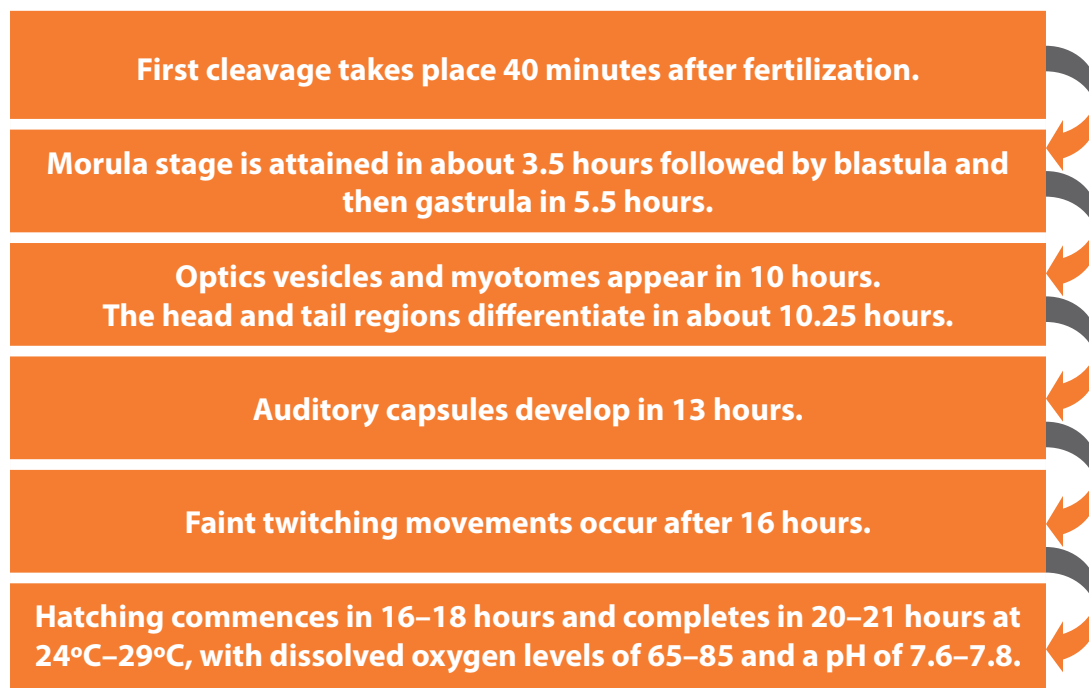 First cleavage takes place 40 minutes after fertilization.
Morula stage is attained in about 3.5 hours followed by blastula and
then gastrula in 5.5 hours.
Optics vesicles and myotomes appear in 10 hours.
The head and tail regions differentiate in about 10.25 hours.
Auditory capsules develop in 13 hours.
Faint twitching movements occur after 16 hours.
Hatching commences in 16–18 hours and completes in 20–21 hours at
24ºC–29ºC, with dissolved oxygen levels of 65–85 and a pH of 7.6–7.8.